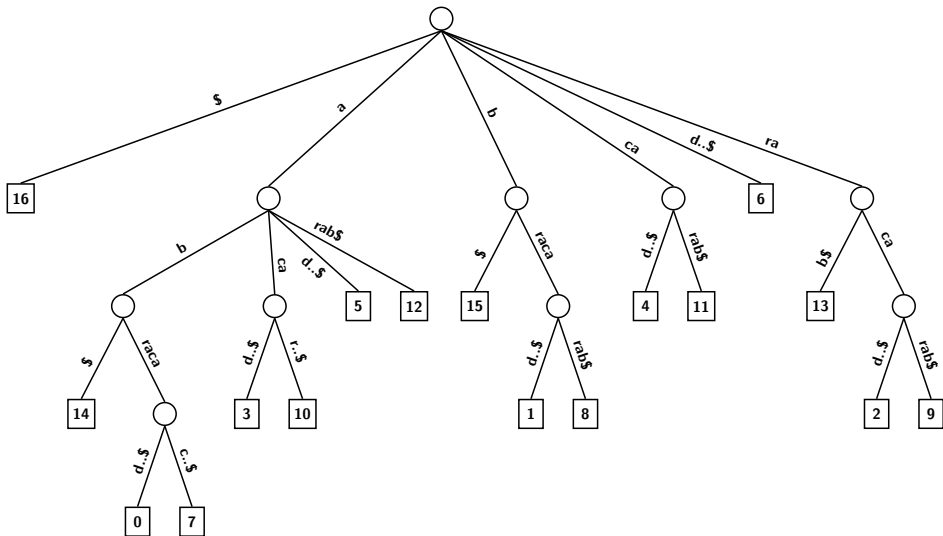 $
a
b
ca
d..$
ra
16
6
b
ca
d..$
rab$
$
raca
d..$
rab$
b$
ca
5
12
15
4
11
13
$
raca
d..$
r...$
d..$
rab$
d..$
rab$
14
3
10
1
8
2
9
d..$
c...$
0
7